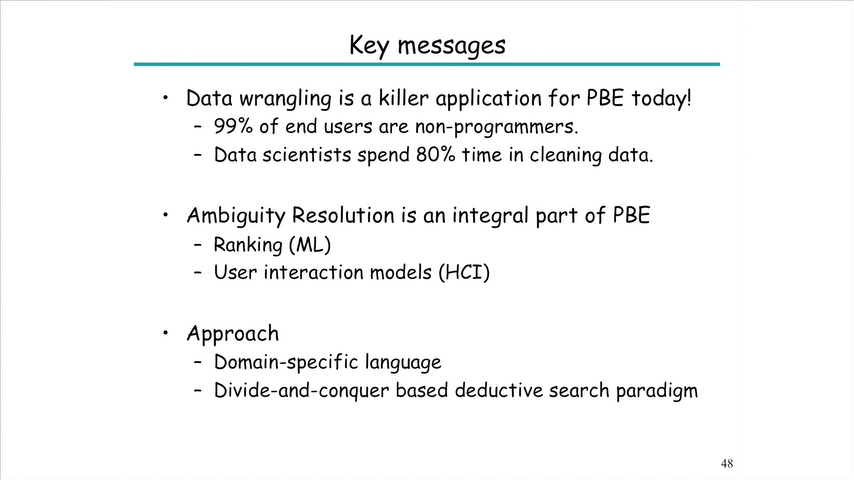 Key messages
• Data wrangling is a killer application for PBE today!
– 99% of end users are non-programmers.
– Data scientists spend 80% time in cleaning data.
• Ambiguity Resolution is an integral part of PBE
– Ranking (ML)
– User interaction models (HCI)
• Approach
– Domain-specific language
– Divide-and-conquer based deductive search paradigm
48